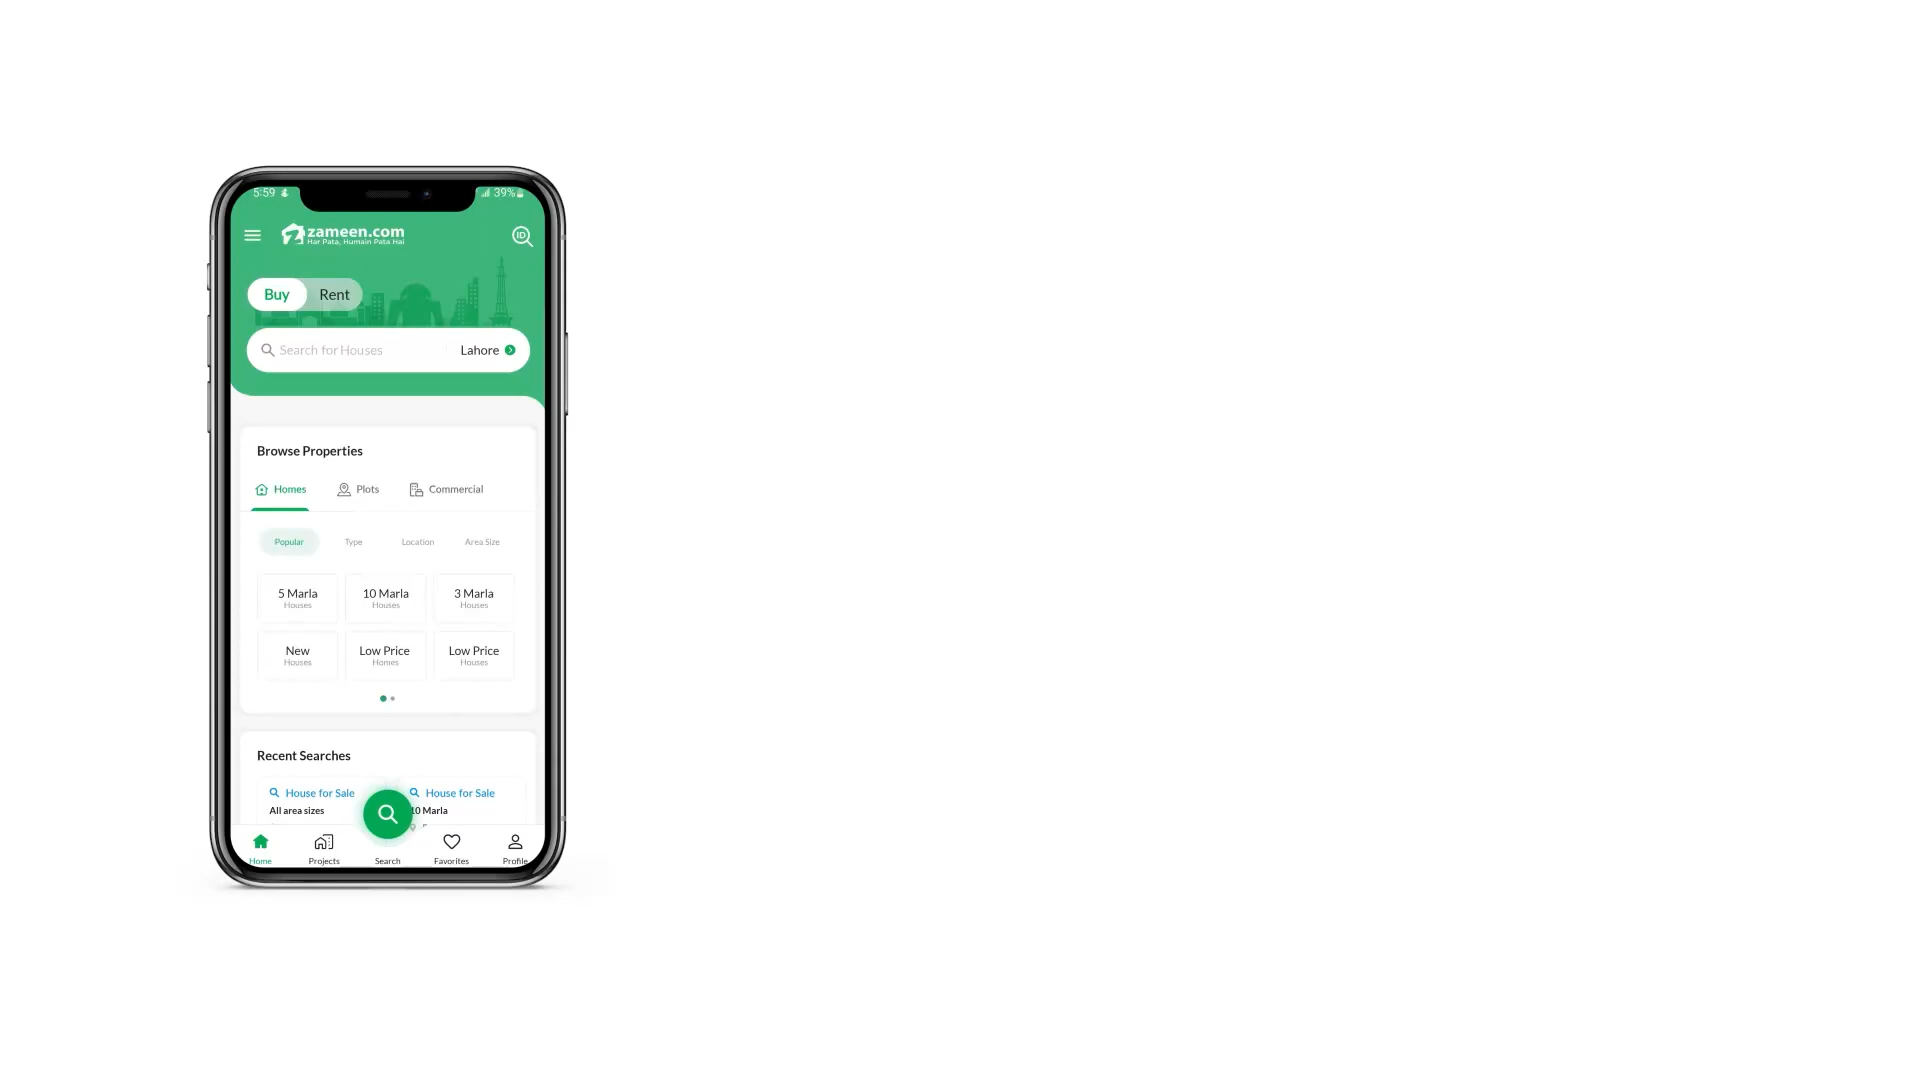 5:59
39%
zameen.com
Har Pata, Humain Pata Hai
ID
Buy Rent
Search for Houses Lahore
Browse Properties
Homes Plots Commercial
Popular Type Location Area Size
5 Marla 10 Marla 3 Marla
Houses Houses Houses
New Low Price Low Price
Houses Homes Houses
Recent Searches
House for Sale House for Sale
All area sizes 10 Marla
Home Projects Search Favorites Profile